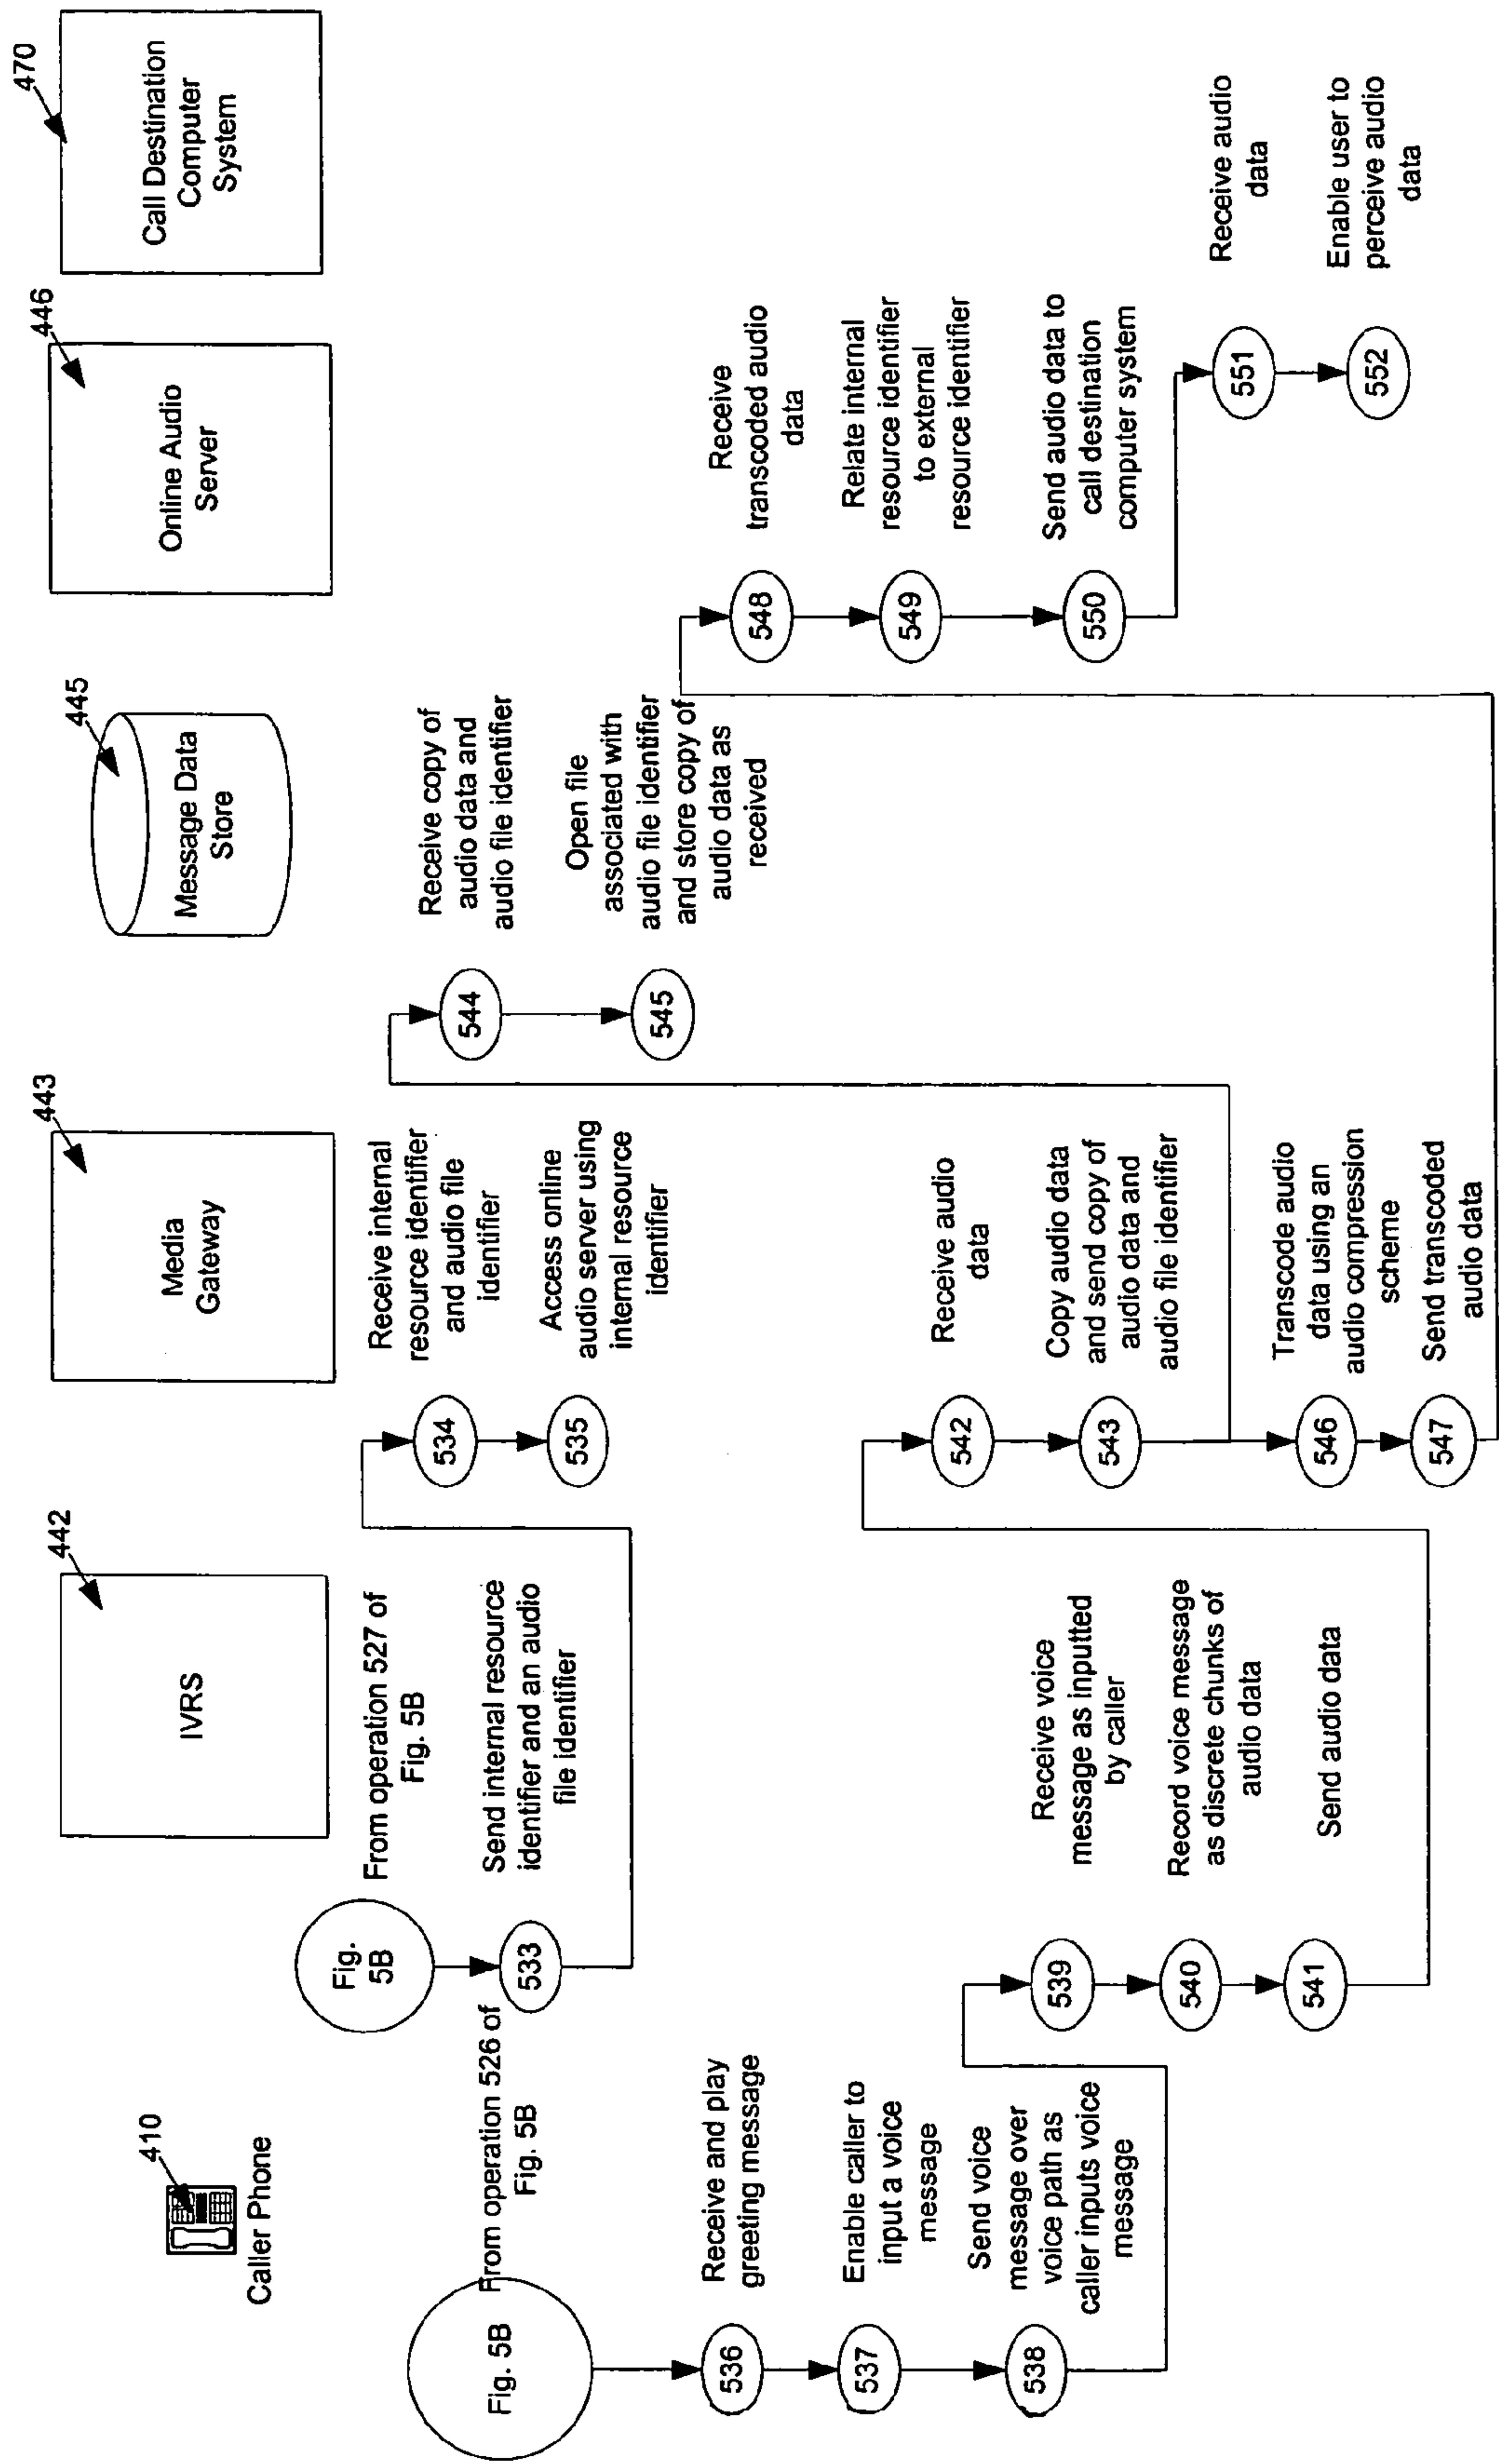 410
Caller Phone
442
IVRS
443
Media
Gateway
445
Message Data
Store
446
Online Audio
Server
470
Call Destination
Computer
System
Fig. 5B
From operation 526 of
Fig. 5B
536
Receive and play
greeting message
537
Enable caller to
input a voice
message
538
Send voice
message over
voice path as
caller inputs voice
message
Fig.
5B
From operation 527 of
Fig. 5B
533
Send internal resource
identifier and an audio
file identifier
539
Receive voice
message as inputted
by caller
540
Record voice message
as discrete chunks of
audio data
541
Send audio data
534
Receive internal
resource identifier
and audio file
identifier
535
Access online
audio server using
internal resource
identifier
542
Receive audio
data
543
Copy audio data
and send copy of
audio data and
audio file identifier
546
Transcode audio
data using an
audio compression
scheme
547
Send transcoded
audio data
544
Receive copy of
audio data and
audio file identifier
545
Open file
associated with
audio file identifier
and store copy of
audio data as
received
548
Receive
transcoded audio
data
549
Relate internal
resource identifier
to external
resource identifier
550
Send audio data to
call destination
computer system
551
Receive audio
data
552
Enable user to
perceive audio
data